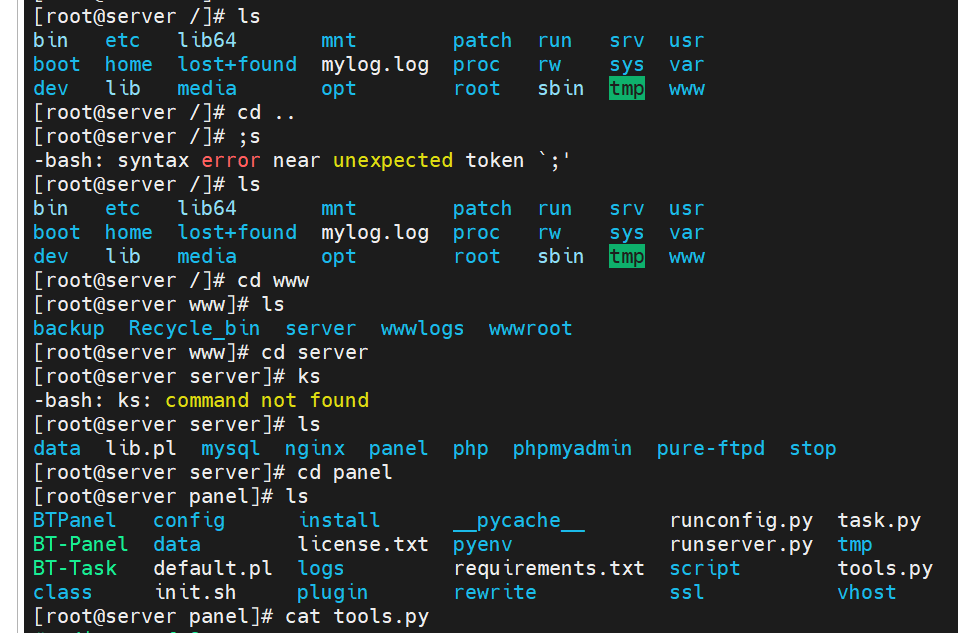 [root@server /]# ls
bin   etc   lib64       mnt        patch  run   srv  usr
boot  home  lost+found  mylog.log  proc   rw    sys  var
dev   lib   media       opt        root   sbin  tmp  www
[root@server /]# cd ..
[root@server /]# ;s
-bash: syntax error near unexpected token `;'
[root@server /]# ls
bin   etc   lib64       mnt        patch  run   srv  usr
boot  home  lost+found  mylog.log  proc   rw    sys  var
dev   lib   media       opt        root   sbin  tmp  www
[root@server /]# cd www
[root@server www]# ls
backup  Recycle_bin  server  wwwlogs  wwwroot
[root@server www]# cd server
[root@server server]# ks
-bash: ks: command not found
[root@server server]# ls
data  lib.pl  mysql  nginx  panel  php  phpmyadmin  pure-ftpd  stop
[root@server server]# cd panel
[root@server panel]# ls
BTPanel   config      install      __pycache__       runconfig.py  task.py
BT-Panel  data        license.txt  pyenv             runserver.py  tmp
BT-Task   default.pl  logs         requirements.txt  script        tools.py
class     init.sh     plugin       rewrite           ssl           vhost
[root@server panel]# cat tools.py